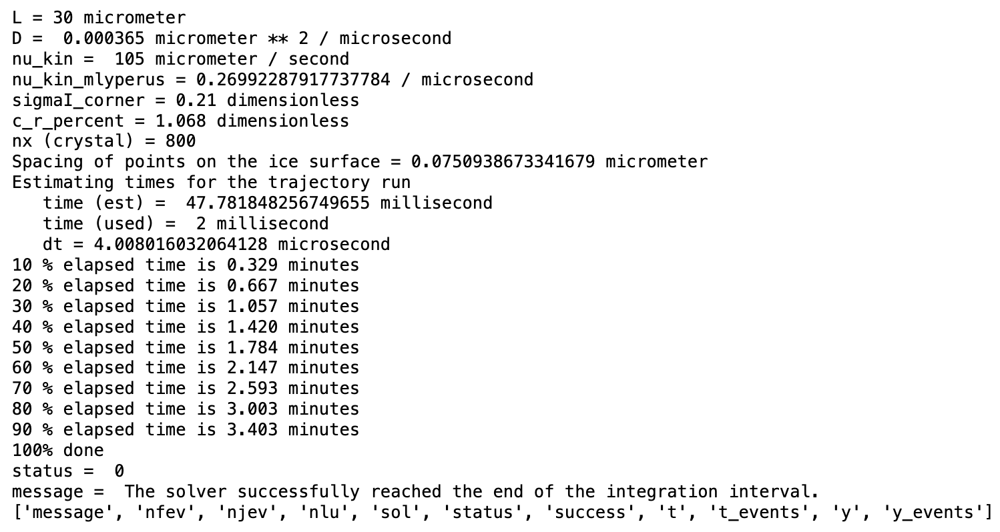 L = 30 micrometer
D =  0.000365 micrometer ** 2 / microsecond
nu_kin =  105 micrometer / second
nu_kin_mlyperus = 0.26992287917737784 / microsecond
sigmaI_corner = 0.21 dimensionless
c_r_percent = 1.068 dimensionless
nx (crystal) = 800
Spacing of points on the ice surface = 0.0750938673341679 micrometer
Estimating times for the trajectory run
   time (est) =  47.781848256749655 millisecond
   time (used) =  2 millisecond
   dt = 4.008016032064128 microsecond
10 % elapsed time is 0.329 minutes
20 % elapsed time is 0.667 minutes
30 % elapsed time is 1.057 minutes
40 % elapsed time is 1.420 minutes
50 % elapsed time is 1.784 minutes
60 % elapsed time is 2.147 minutes
70 % elapsed time is 2.593 minutes
80 % elapsed time is 3.003 minutes
90 % elapsed time is 3.403 minutes
100% done
status =  0
message =  The solver successfully reached the end of the integration interval.
['message', 'nfev', 'njev', 'nlu', 'sol', 'status', 'success', 't', 't_events', 'y', 'y_events']